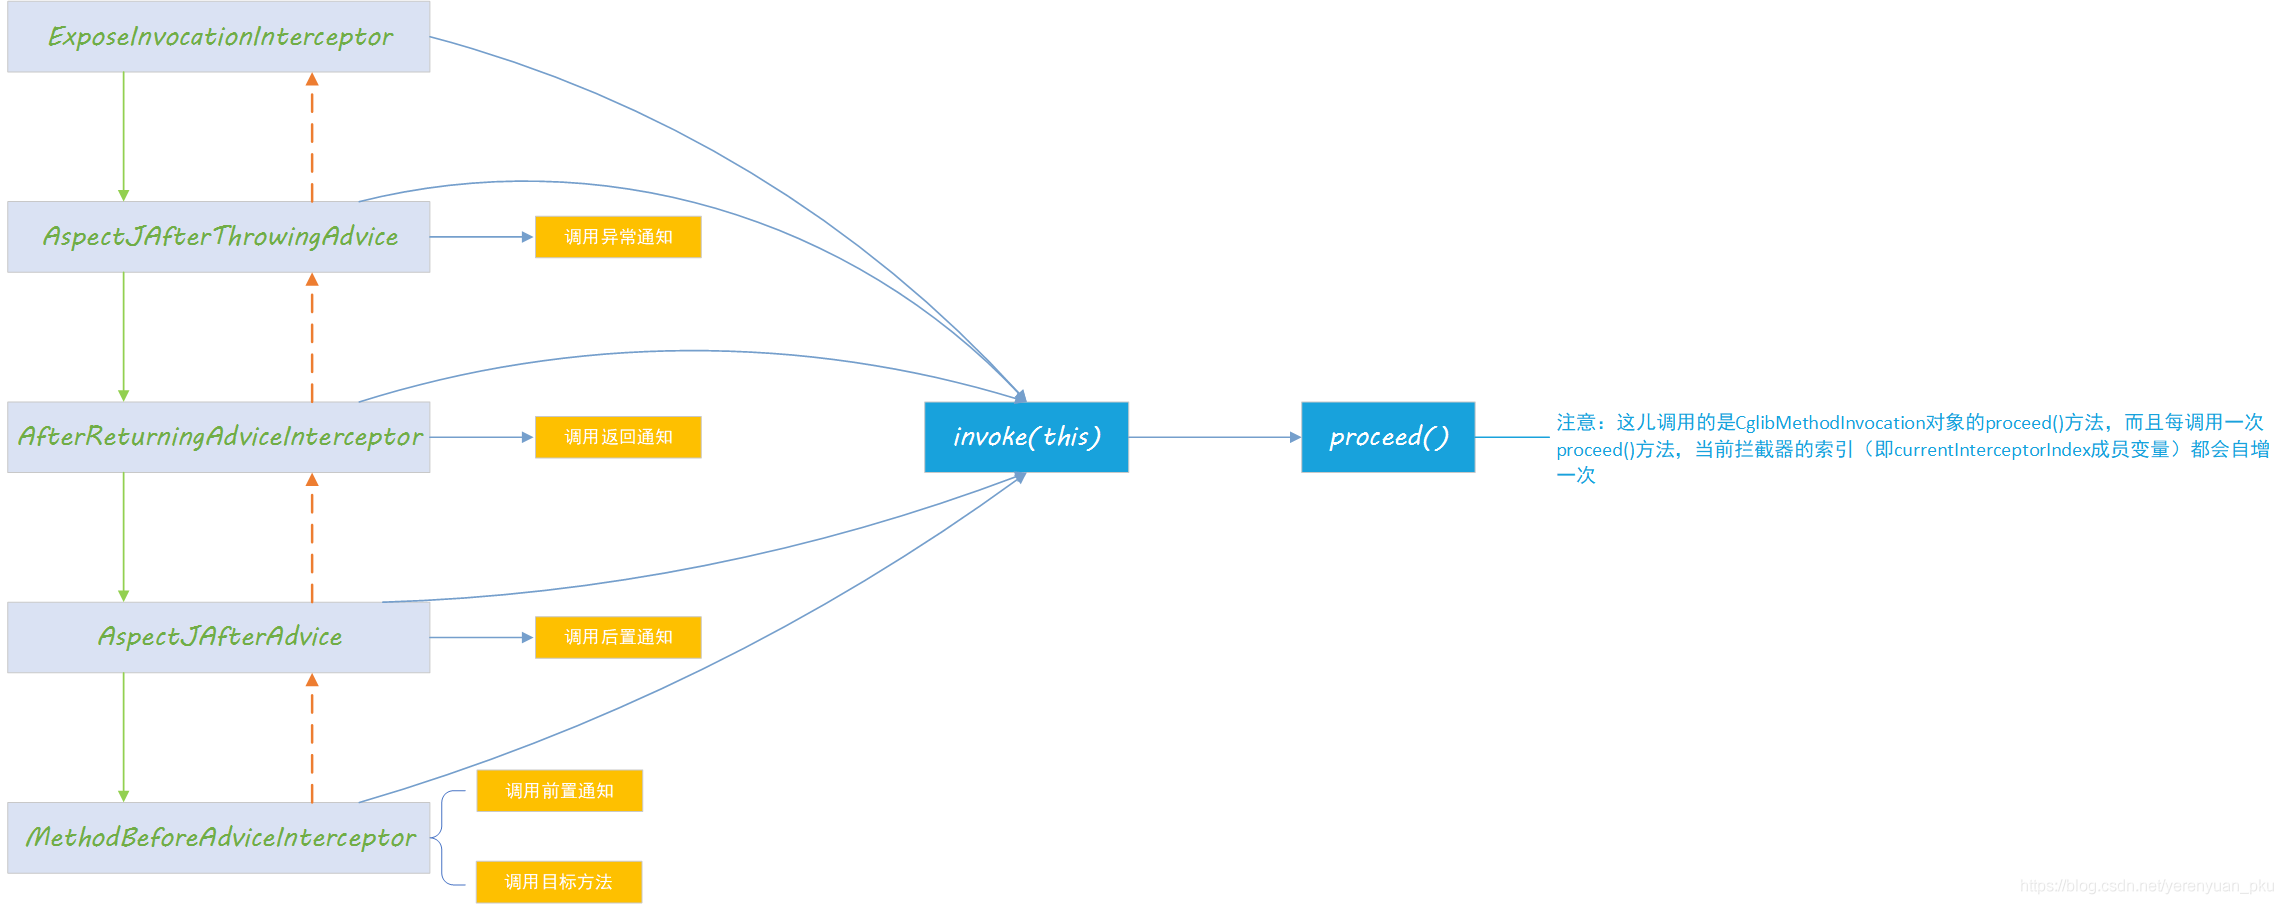 ExposeInvocationInterceptor
AspectJAfterThrowingAdvice
调用异常通知
AfterReturningAdviceInterceptor
调用返回通知
invoke(this)
proceed()
注意：这儿调用的是CglibMethodInvocation对象的proceed()方法，而且每调用一次
proceed()方法，当前拦截器的索引（即currentInterceptorIndex成员变量）都会自增
一次
AspectJAfterAdvice
调用后置通知
调用前置通知
MethodBeforeAdviceInterceptor
调用目标方法
https://blog.csdn.net/yerenyuan_pku